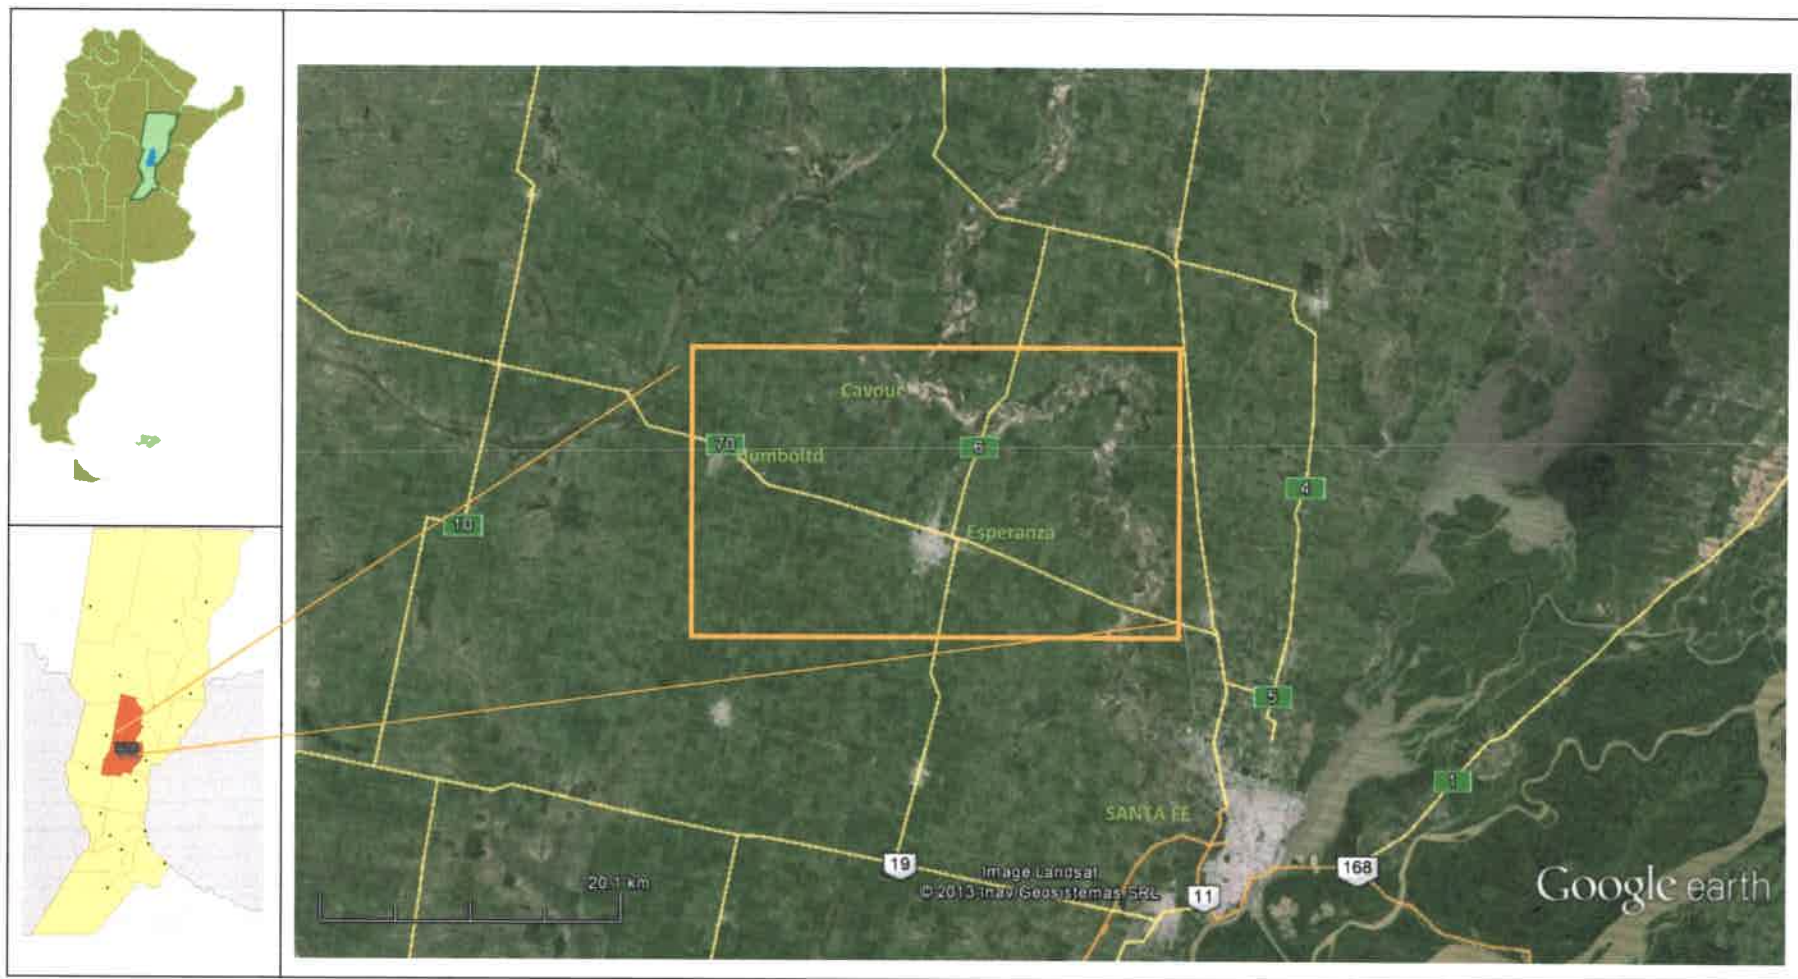 Cavour
70
Humboltd
6
4
10
Esperanza
5
1
SANTA FE
19
168
11
20.1 km
Image Landsat
© 2013 Inav/Geosistemas SRL
Google earth